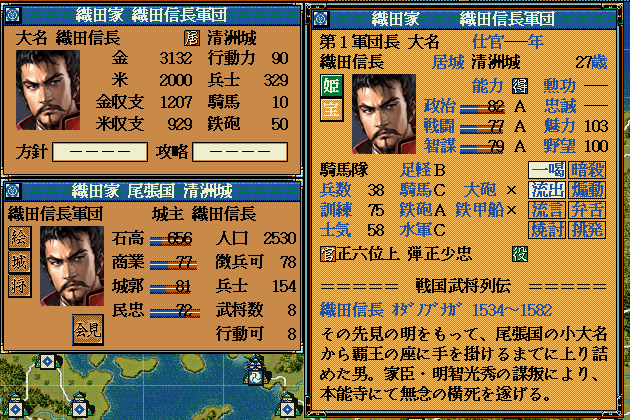 織田家 織田信長軍団
大名 織田信長 居 清洲城
金 3132 行動力 90
米 2000 兵士 329
金収支 1207 騎馬 10
米収支 929 鉄砲 50
方針 ーーーー 攻略 ーーーー
織田家 尾張国 清洲城
織田信長軍団 城主 織田信長
絵 石高 656 人口 2530
城 商業 77 徴兵可 78
将 城郭 81 兵士 154
民忠 72 武将数 8
会見 行動可 8
織田家 織田信長軍団
第1軍団長 大名 仕官ー年
織田信長 居城 清洲城 27歳
姫 能力 得 勲功 ー
宝 政治 82 A 忠誠 ー
戦闘 77 A 魅力 103
智謀 79 A 野望 100
騎馬隊 足軽B 一喝 暗殺
兵数 38 騎馬C 大砲× 流出 煽動
訓練 75 鉄砲A 鉄甲船× 流言 弁舌
士気 58 水軍C 焼討 挑発
官 正六位上 弾正少忠 役
＝＝＝＝＝ 戦国武将列伝 ＝＝＝＝＝
織田信長 ｵﾀﾞﾉﾌﾞﾅｶﾞ 1534～1582
その先見の明をもって、尾張国の小大名
から覇王の座に手を掛けるまでに上り詰
めた男。家臣・明智光秀の謀叛により、
本能寺にて無念の横死を遂げる。